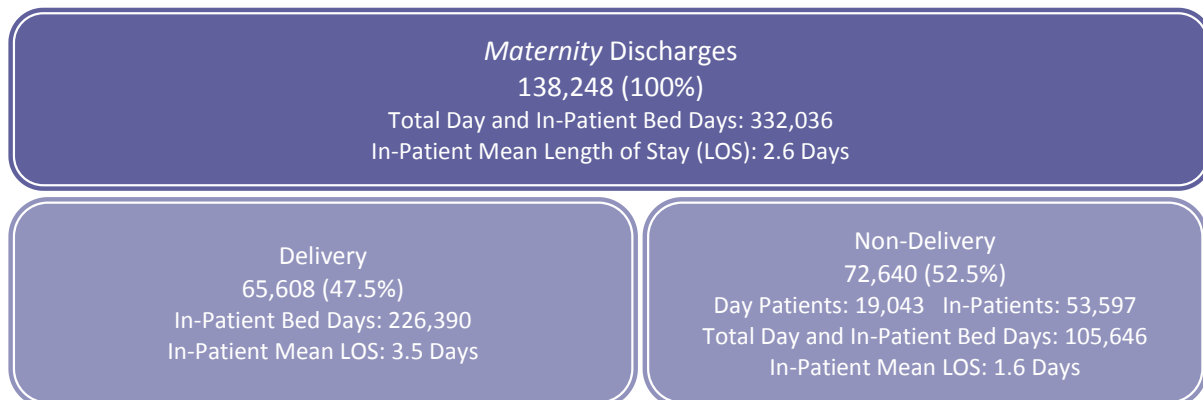 Maternity Discharges
138,248 (100%)
Total Day and In-Patient Bed Days: 332,036
In-Patient Mean Length of Stay (LOS): 2.6 Days
Delivery
65,608 (47.5%)
In-Patient Bed Days: 226,390
In-Patient Mean LOS: 3.5 Days
Non-Delivery
72,640 (52.5%)
Day Patients: 19,043 In-Patients: 53,597
Total Day and In-Patient Bed Days: 105,646
In-Patient Mean LOS: 1.6 Days